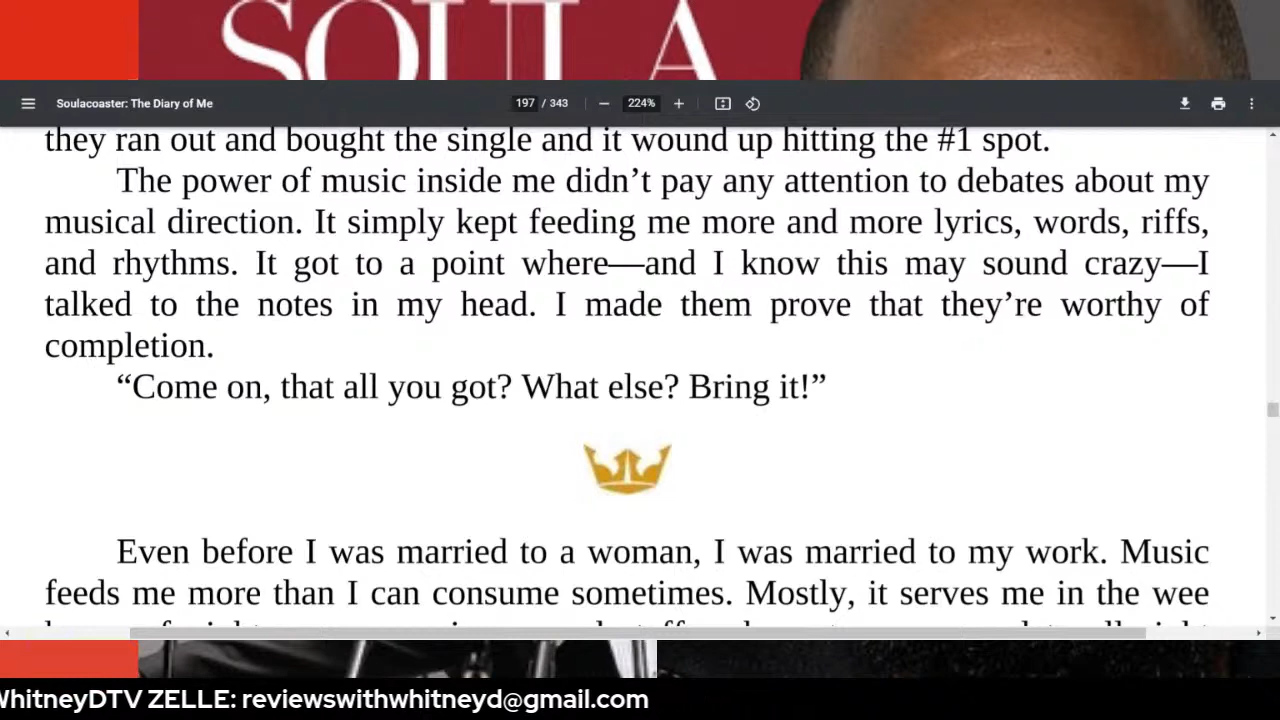 SOULA
Soulacoaster: The Diary of Me
197 / 343
224%
they ran out and bought the single and it wound up hitting the #1 spot.
The power of music inside me didn’t pay any attention to debates about my
musical direction. It simply kept feeding me more and more lyrics, words, riffs,
and rhythms. It got to a point where—and I know this may sound crazy—I
talked to the notes in my head. I made them prove that they’re worthy of
completion.
“Come on, that all you got? What else? Bring it!”
Even before I was married to a woman, I was married to my work. Music
feeds me more than I can consume sometimes. Mostly, it serves me in the wee
WhitneyDTV ZELLE: reviewswithwhitneyd@gmail.com